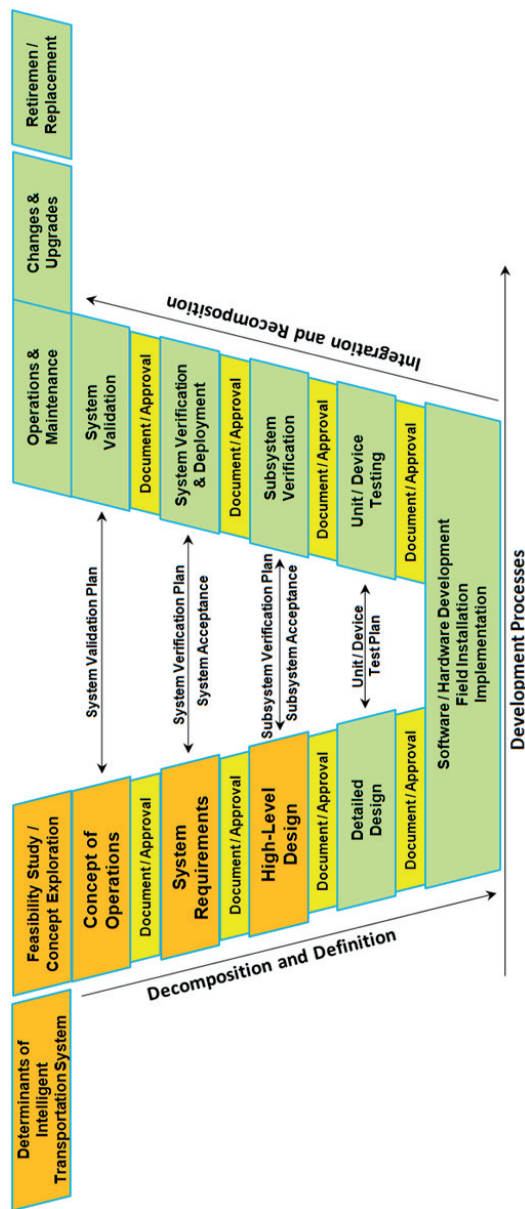 Determinants of
Intelligent
Transportation System
Feasibility Study /
Concept Exploration
Concept of
Operations
Document / Approval
System
Requirements
Document / Approval
High-Level
Design
Document / Approval
Detailed
Design
Document / Approval
Decomposition and Definition
Software / Hardware Development
Field Installation
Implementation
System Validation Plan
System Verification Plan
System Acceptance
Subsystem Verification Plan
Subsystem Acceptance
Unit / Device
Test Plan
Operations &
Maintenance
System
Validation
Document / Approval
System Verification
& Deployment
Document / Approval
Subsystem
Verification
Document / Approval
Unit / Device
Testing
Document / Approval
Integration and Recomposition
Changes &
Upgrades
Retiremen /
Replacement
Development Processes